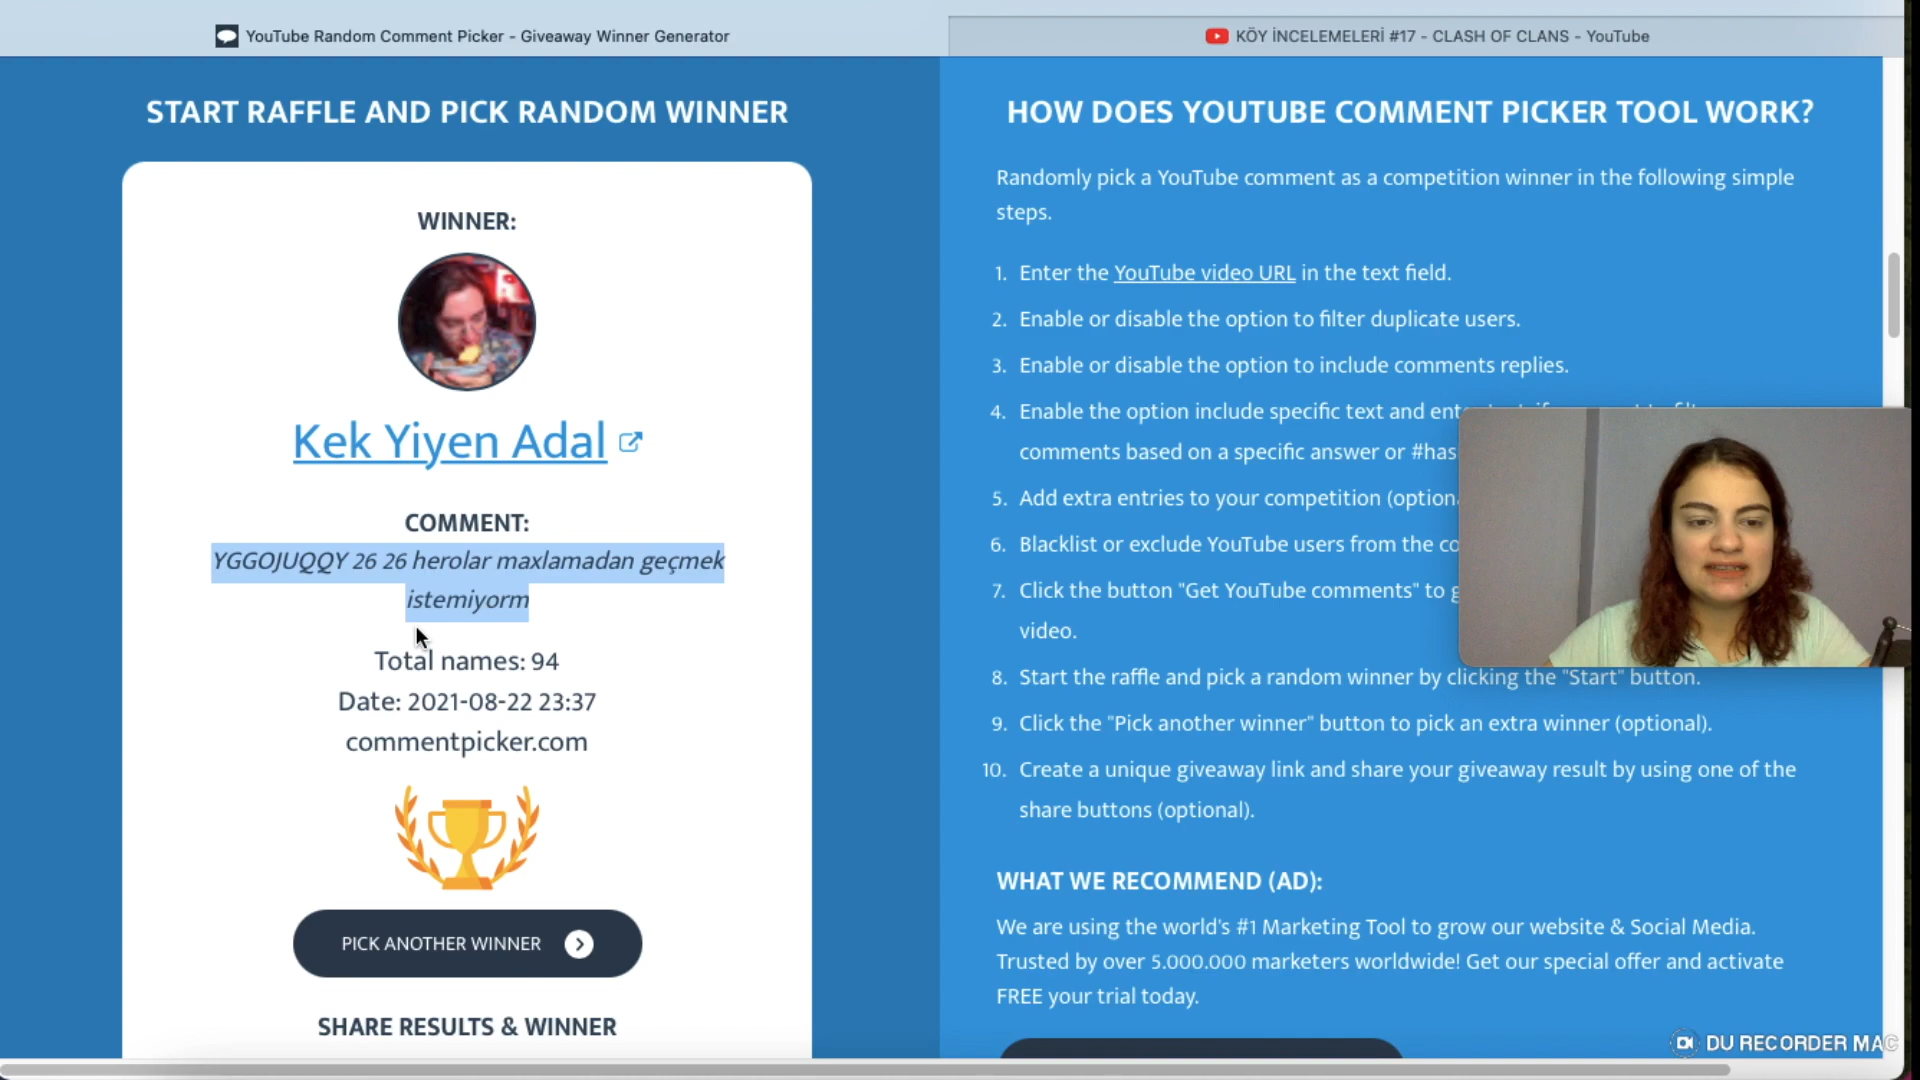 YouTube Random Comment Picker - Giveaway Winner Generator
KÖY İNCELEMELERİ #17 - CLASH OF CLANS - YouTube
START RAFFLE AND PICK RANDOM WINNER
WINNER:
Kek Yiyen Adal
COMMENT:
YGGOJUQQY 26 26 herolar maxlamadan geçmek
istemiyorm
Total names: 94
Date: 2021-08-22 23:37
commentpicker.com
PICK ANOTHER WINNER
SHARE RESULTS & WINNER
HOW DOES YOUTUBE COMMENT PICKER TOOL WORK?
Randomly pick a YouTube comment as a competition winner in the following simple
steps.
1. Enter the YouTube video URL in the text field.
2. Enable or disable the option to filter duplicate users.
3. Enable or disable the option to include comments replies.
4. Enable the option include specific text and
comments based on a specific answer or
5. Add extra entries to your competition
6. Blacklist or exclude YouTube users from the
7. Click the button "Get YouTube comments" to
video.
8. Start the raffle and pick a random winner by clicking the "Start" button.
9. Click the "Pick another winner" button to pick an extra winner (optional).
10. Create a unique giveaway link and share your giveaway result by using one of the
share buttons (optional).
WHAT WE RECOMMEND (AD):
We are using the world's #1 Marketing Tool to grow our website & Social Media.
Trusted by over 5.000.000 marketers worldwide! Get our special offer and activate
FREE your trial today.
DU RECORDER MAC